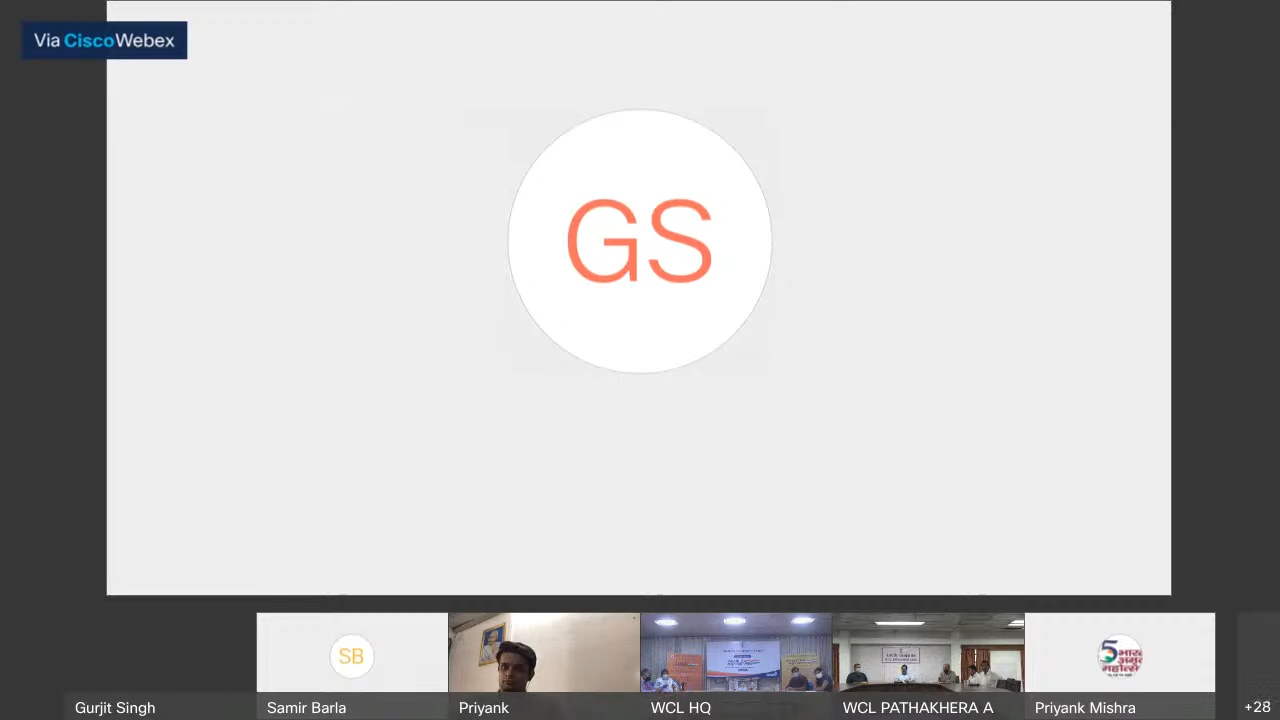 Via CiscoWebex
GS
SB
Gurjit Singh
Samir Barla
Priyank
WCL HQ
WCL PATHAKHERA A
Priyank Mishra
+28